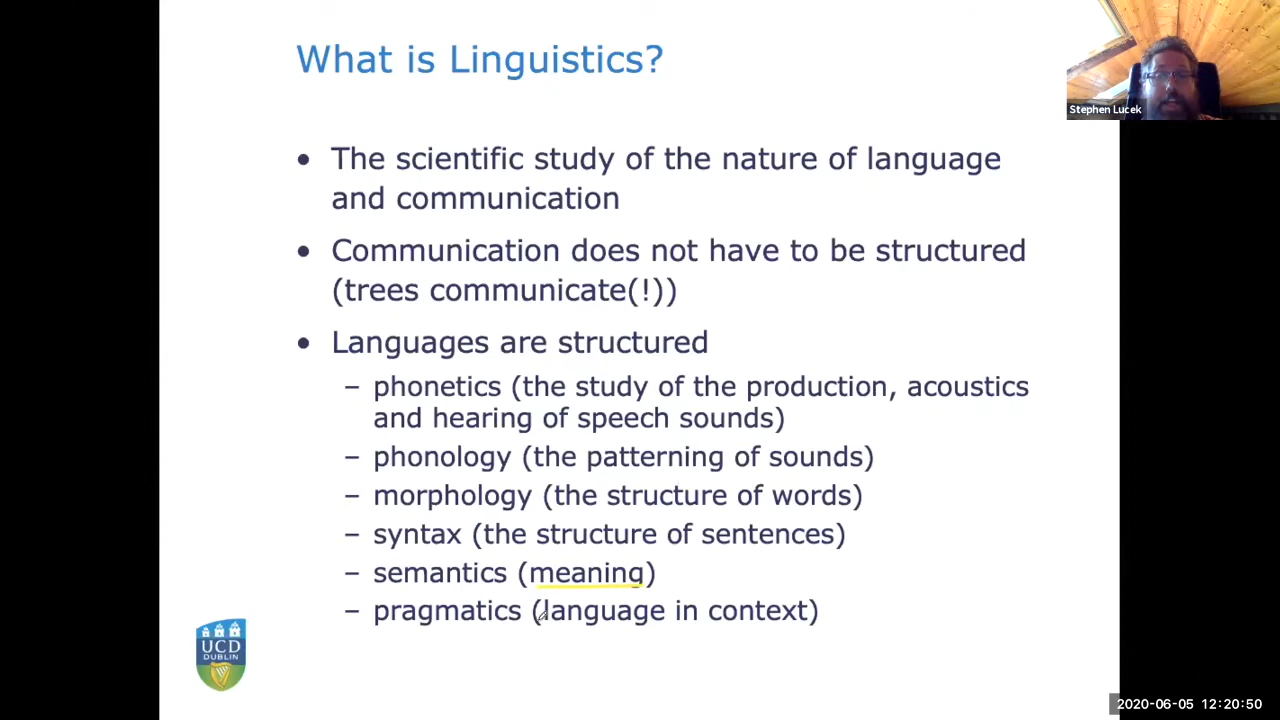 What is Linguistics?
Stephen Lucek
• The scientific study of the nature of language
and communication
• Communication does not have to be structured
(trees communicate(!))
• Languages are structured
– phonetics (the study of the production, acoustics
and hearing of speech sounds)
– phonology (the patterning of sounds)
– morphology (the structure of words)
– syntax (the structure of sentences)
– semantics (meaning)
– pragmatics (language in context)
UCD
DUBLIN
2020-06-05 12:20:50